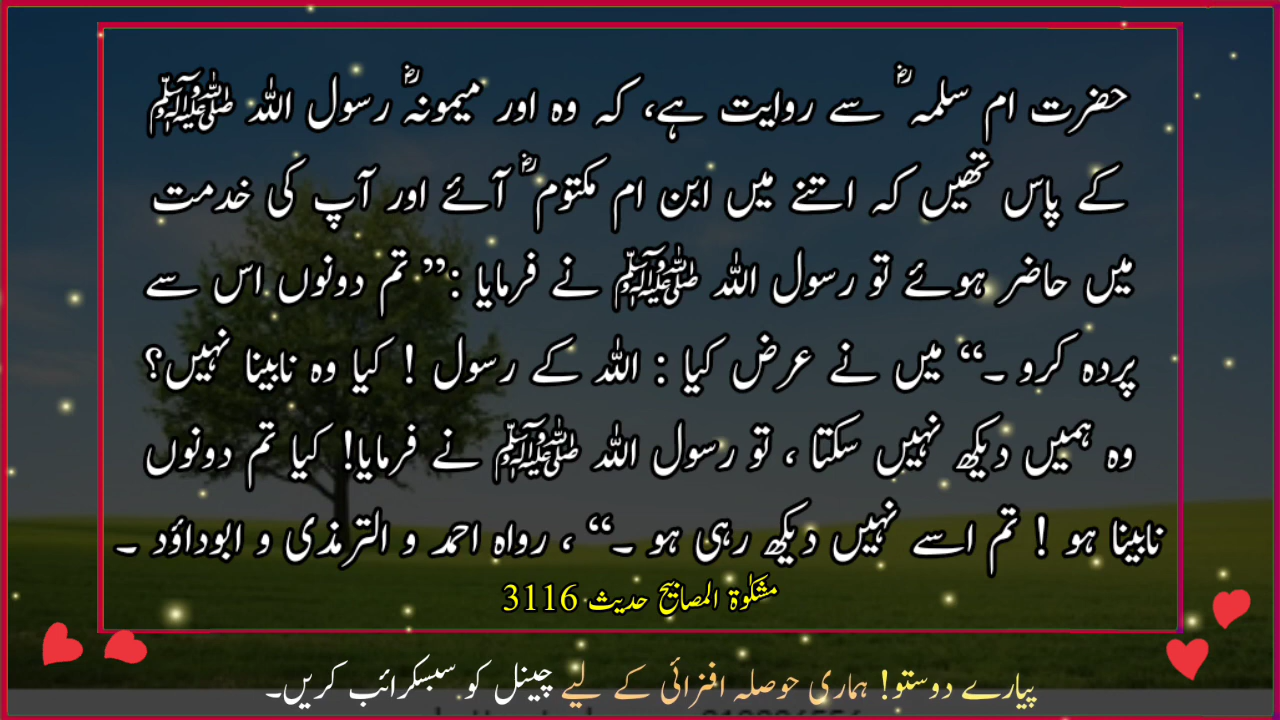 حضرت ام سلمہ ؓ سے روایت ہے، کہ وہ اور میمونہؓ رسول اللہ ﷺ
کے پاس تھیں کہ اتنے میں ابن ام مکتوم ؓ آئے اور آپ کی خدمت
میں حاضر ہوئے تو رسول اللہ ﷺ نے فرمایا :” تم دونوں اس سے
پردہ کرو ۔“ میں نے عرض کیا : اللہ کے رسول ! کیا وہ نابینا نہیں؟
وہ ہمیں دیکھ نہیں سکتا ، تو رسول اللہ ﷺ نے فرمایا! کیا تم دونوں
نابینا ہو ! تم اسے نہیں دیکھ رہی ہو ۔“ ، رواہ احمد و الترمذی و ابوداؤد ۔
مشکوٰۃ المصابیح حدیث 3116
پیارے دوستو! ہماری حوصلہ افزائی کے لیے چینل کو سبسکرائب کریں۔